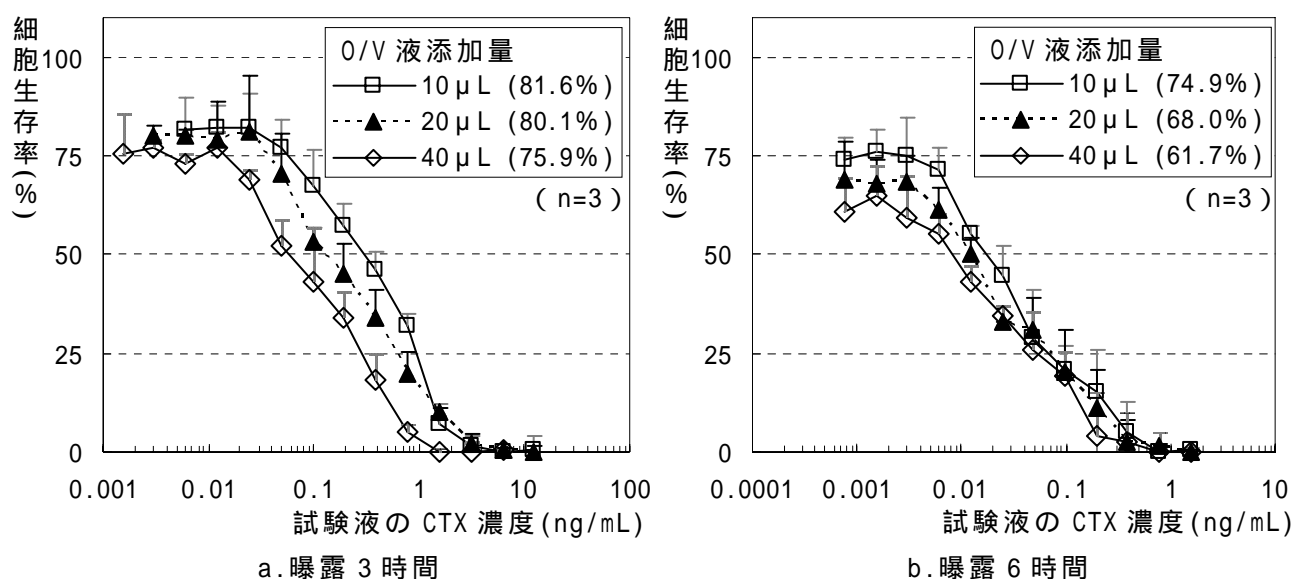 細胞生存率(%)
100
75
50
25
0
O/V 液添加量
10μL (81.6%)
20μL (80.1%)
40μL (75.9%)
(n=3)
0.001 0.01 0.1 1 10 100
試験液の CTX 濃度(ng/mL)
a.曝露 3 時間
細胞生存率(%)
100
75
50
25
0
O/V 液添加量
10μL (74.9%)
20μL (68.0%)
40μL (61.7%)
(n=3)
0.0001 0.001 0.01 0.1 1 10
試験液の CTX 濃度(ng/mL)
b.曝露 6 時間